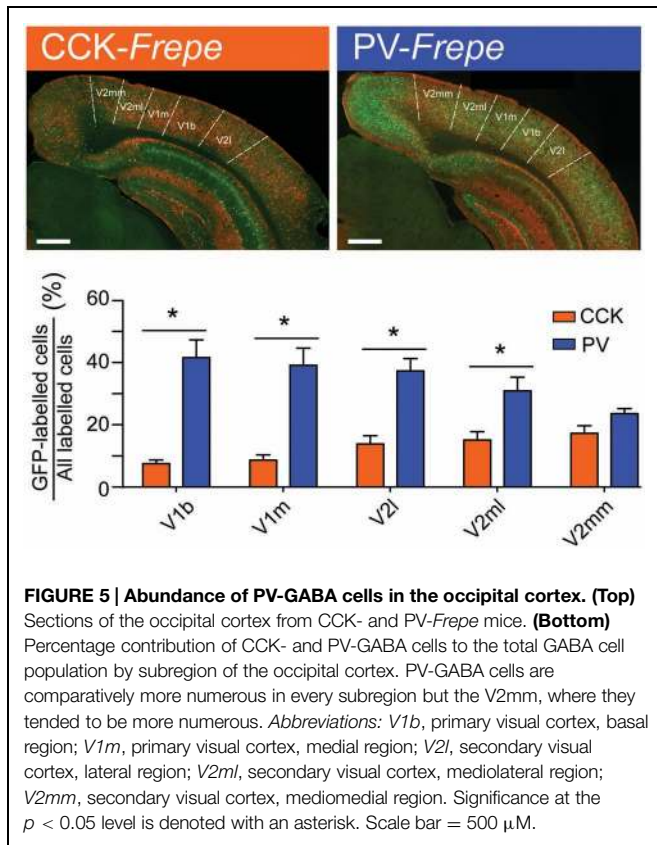 CCK-Frepe
PV-Frepe
V2mm
V2ml
V1m
V1b
V2l
V2mm
V2ml
V1m
V1b
V2l
GFP-labelled cells
All labelled cells
(%)
60
40
20
0
*
*
*
*
CCK
PV
V1b
V1m
V2l
V2ml
V2mm
FIGURE 5 | Abundance of PV-GABA cells in the occipital cortex. (Top)
Sections of the occipital cortex from CCK- and PV-Frepe mice. (Bottom)
Percentage contribution of CCK- and PV-GABA cells to the total GABA cell
population by subregion of the occipital cortex. PV-GABA cells are
comparatively more numerous in every subregion but the V2mm, where they
tended to be more numerous. Abbreviations: V1b, primary visual cortex, basal
region; V1m, primary visual cortex, medial region; V2l, secondary visual
cortex, lateral region; V2ml, secondary visual cortex, mediolateral region;
V2mm, secondary visual cortex, mediomedial region. Significance at the
p < 0.05 level is denoted with an asterisk. Scale bar = 500 μM.